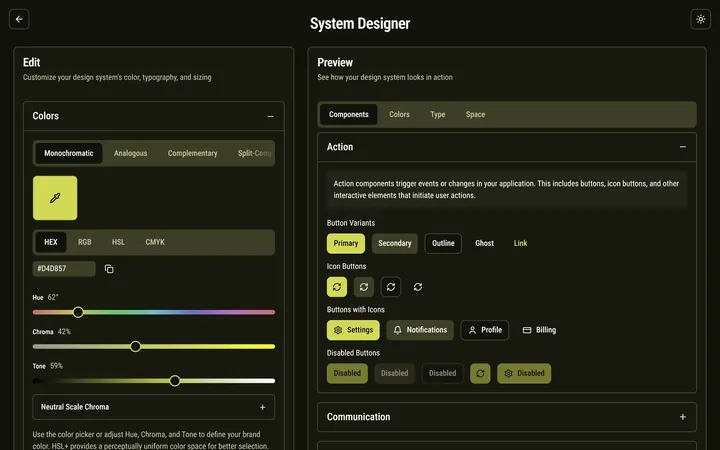 System Designer
Edit
Customize your design system's color, typography, and sizing
Colors
Monochromatic Analogous Complementary Split-Com
HEX RGB HSL CMYK
#D4D857
Hue 62°
Chroma 42%
Tone 59%
Neutral Scale Chroma
Use the color picker or adjust Hue, Chroma, and Tone to define your brand
color. HSL+ provides a perceptually uniform color space for better selection.
Preview
See how your design system looks in action
Components Colors Type Space
Action
Action components trigger events or changes in your application. This includes buttons, icon buttons, and other
interactive elements that initiate user actions.
Button Variants
Primary Secondary Outline Ghost Link
Icon Buttons
Buttons with Icons
Settings Notifications Profile Billing
Disabled Buttons
Disabled Disabled Disabled Disabled
Communication